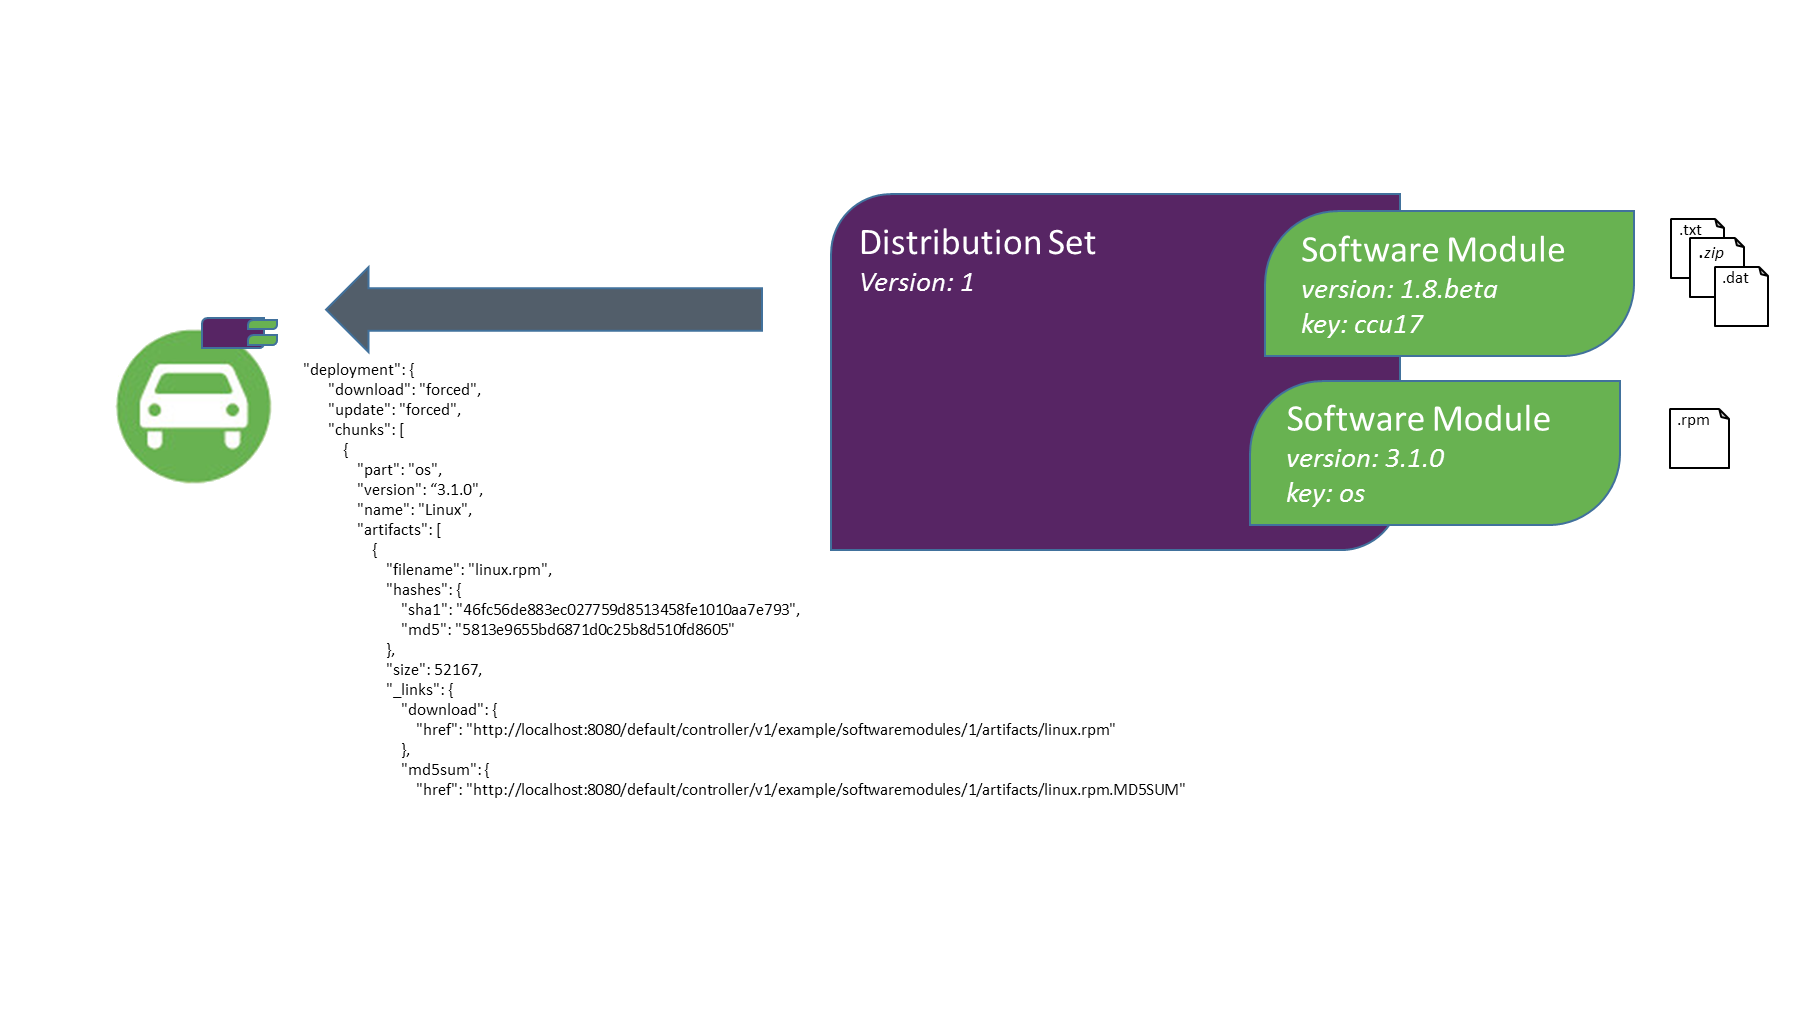 Distribution Set
Version: 1
Software Module
version: 1.8.beta
key: ccu17
.txt
.zip
.dat
Software Module
version: 3.1.0
key: os
.rpm
"deployment": {
"download": "forced",
"update": "forced",
"chunks": [
{
"part": "os",
"version": “3.1.0",
"name": "Linux",
"artifacts": [
{
"filename": "linux.rpm",
"hashes": {
"sha1": "46fc56de883ec027759d8513458fe1010aa7e793",
"md5": "5813e9655bd6871d0c25b8d510fd8605"
},
"size": 52167,
"_links": {
"download": {
"href": "http://localhost:8080/default/controller/v1/example/softwaremodules/1/artifacts/linux.rpm"
},
"md5sum": {
"href": "http://localhost:8080/default/controller/v1/example/softwaremodules/1/artifacts/linux.rpm.MD5SUM"